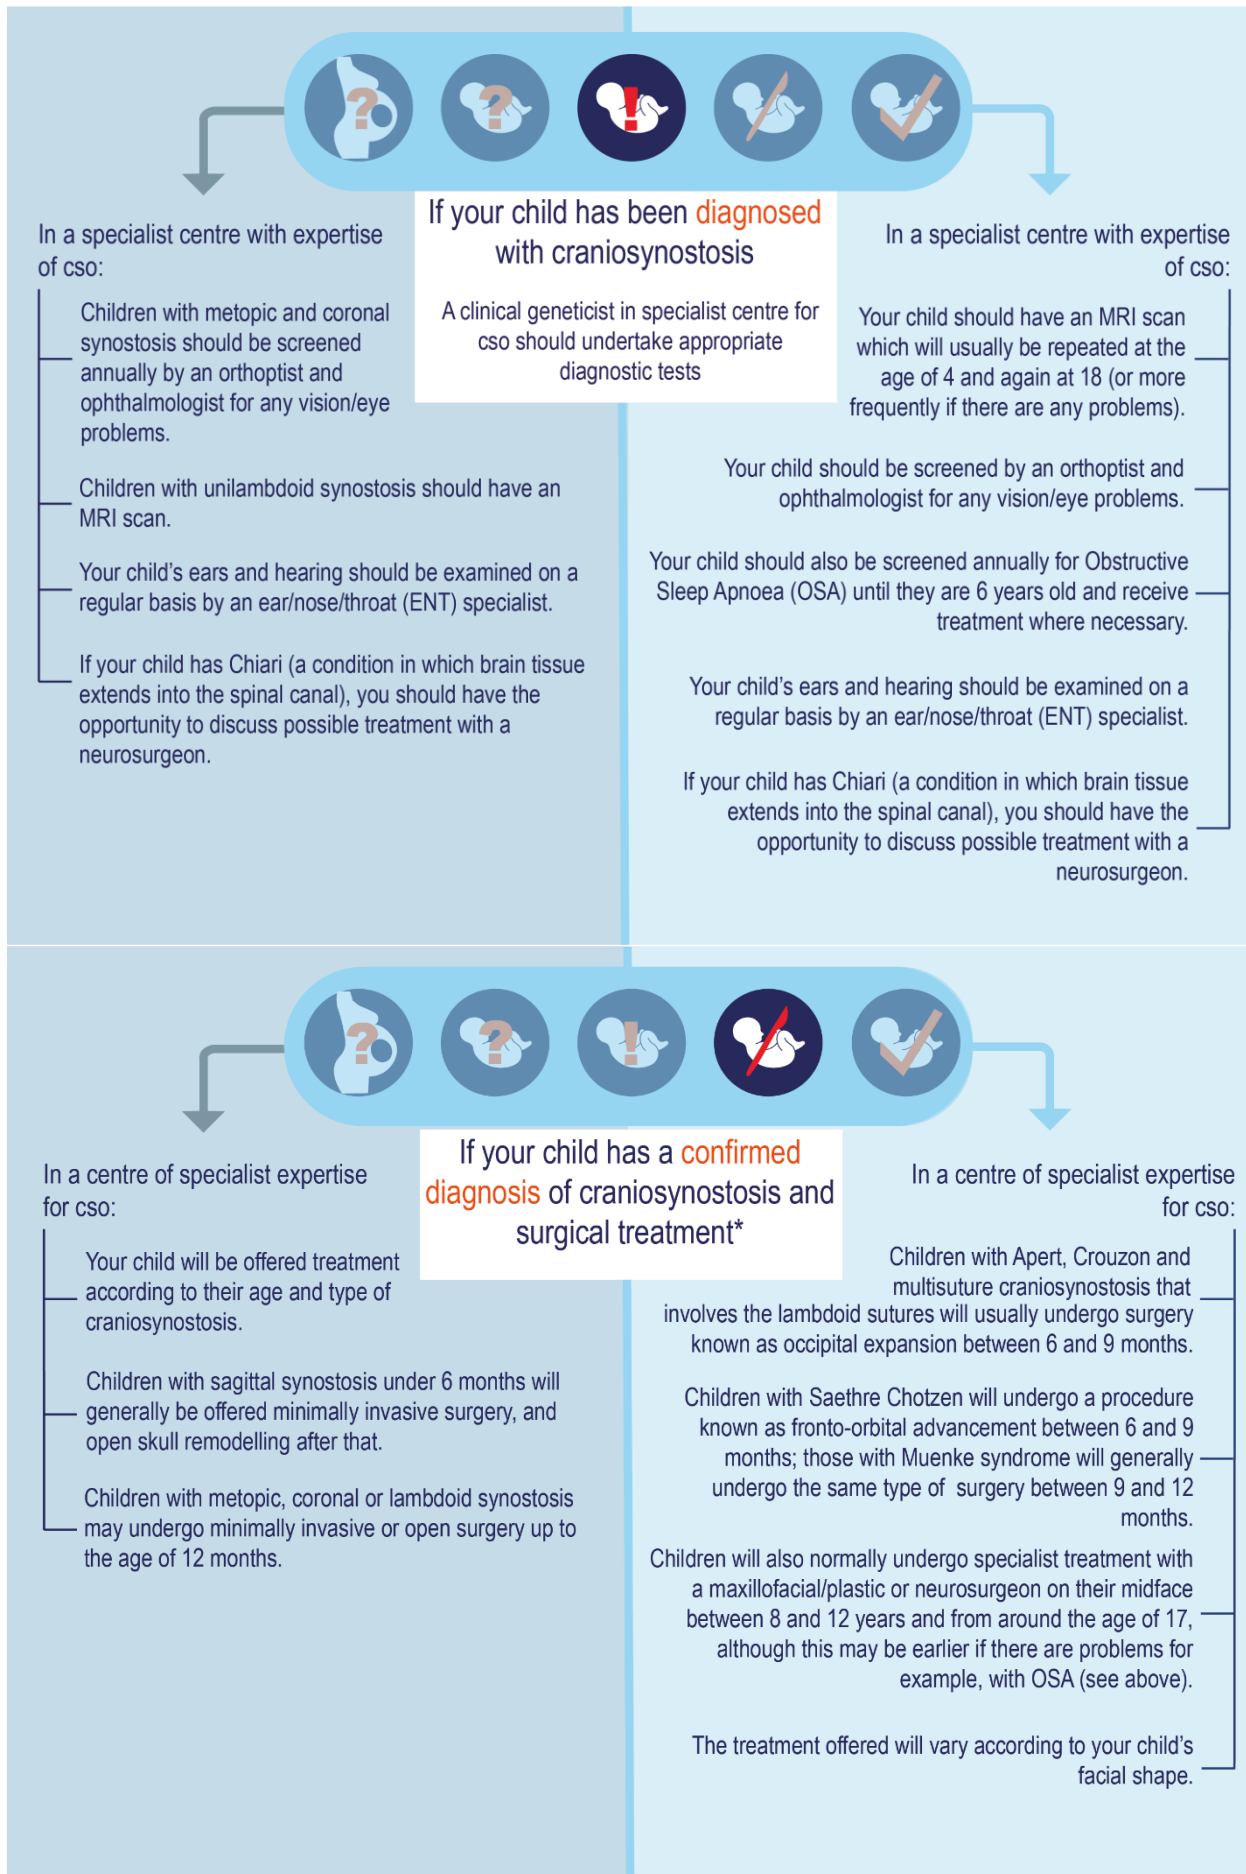 If your child has been diagnosed
with craniosynostosis
A clinical geneticist in specialist centre for
cso should undertake appropriate
diagnostic tests
In a specialist centre with expertise
of cso:
Children with metopic and coronal
synostosis should be screened
annually by an orthoptist and
ophthalmologist for any vision/eye
problems.
Children with unilambdoid synostosis should have an
MRI scan.
Your child's ears and hearing should be examined on a
regular basis by an ear/nose/throat (ENT) specialist.
If your child has Chiari (a condition in which brain tissue
extends into the spinal canal), you should have the
opportunity to discuss possible treatment with a
neurosurgeon.
In a specialist centre with expertise
of cso:
Your child should have an MRI scan
which will usually be repeated at the
age of 4 and again at 18 (or more
frequently if there are any problems).
Your child should be screened by an orthoptist and
ophthalmologist for any vision/eye problems.
Your child should also be screened annually for Obstructive
Sleep Apnoea (OSA) until they are 6 years old and receive
treatment where necessary.
Your child's ears and hearing should be examined on a
regular basis by an ear/nose/throat (ENT) specialist.
If your child has Chiari (a condition in which brain tissue
extends into the spinal canal), you should have the
opportunity to discuss possible treatment with a
neurosurgeon.
If your child has a confirmed
diagnosis of craniosynostosis and
surgical treatment*
In a centre of specialist expertise
for cso:
Your child will be offered treatment
according to their age and type of
craniosynostosis.
Children with sagittal synostosis under 6 months will
generally be offered minimally invasive surgery, and
open skull remodelling after that.
Children with metopic, coronal or lambdoid synostosis
may undergo minimally invasive or open surgery up to
the age of 12 months.
In a centre of specialist expertise
for cso:
Children with Apert, Crouzon and
multisuture craniosynostosis that
involves the lambdoid sutures will usually undergo surgery
known as occipital expansion between 6 and 9 months.
Children with Saethre Chotzen will undergo a procedure
known as fronto-orbital advancement between 6 and 9
months; those with Muenke syndrome will generally
undergo the same type of surgery between 9 and 12
months.
Children will also normally undergo specialist treatment with
a maxillofacial/plastic or neurosurgeon on their midface
between 8 and 12 years and from around the age of 17,
although this may be earlier if there are problems for
example, with OSA (see above).
The treatment offered will vary according to your child's
facial shape.